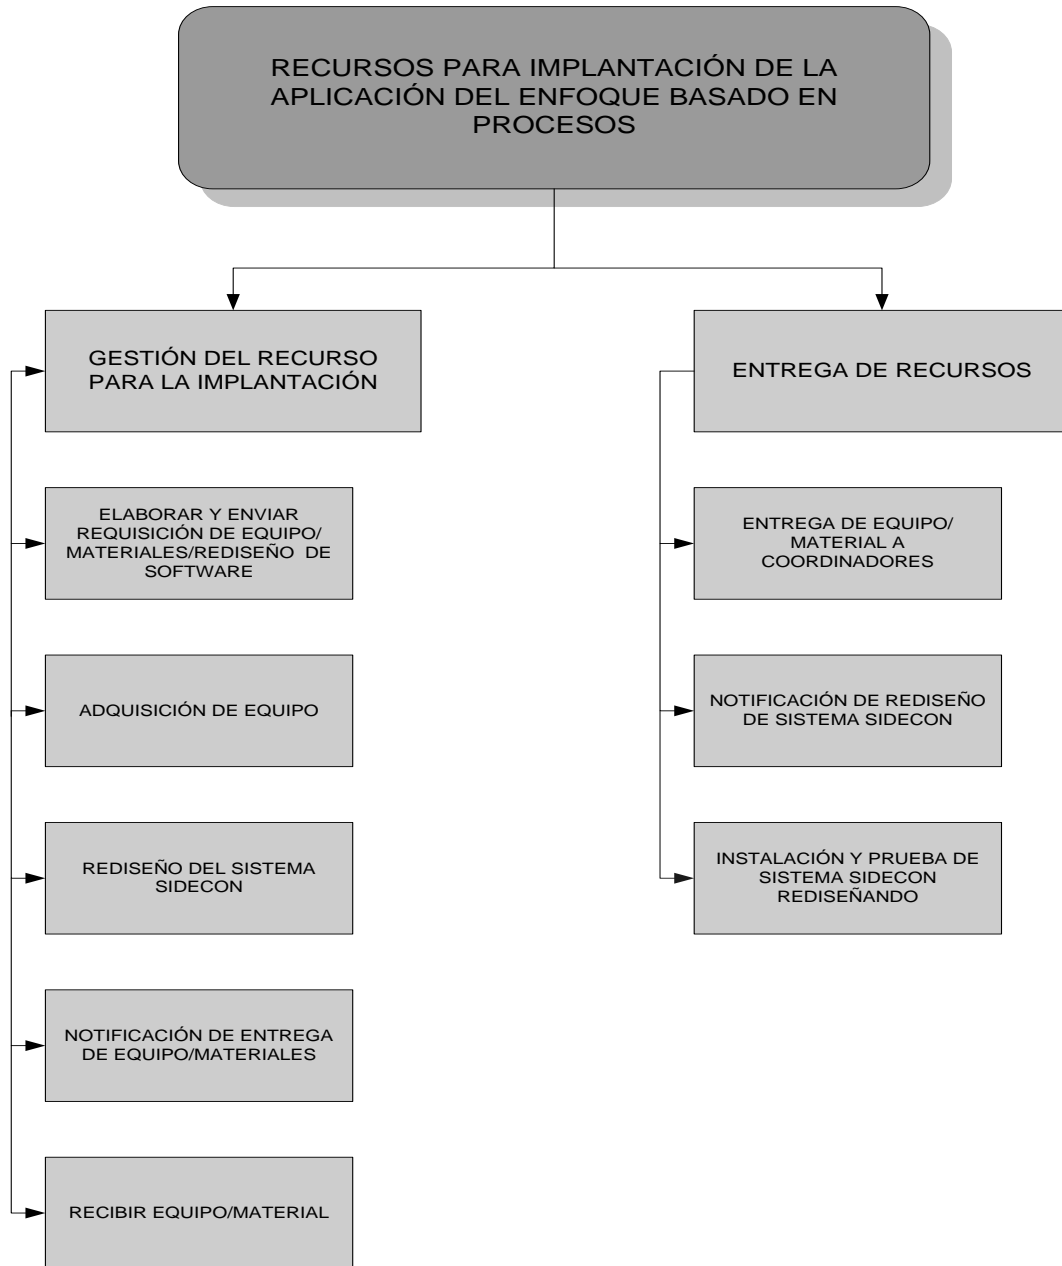 RECURSOS PARA IMPLANTACIÓN DE LA
APLICACIÓN DEL ENFOQUE BASADO EN
PROCESOS
GESTIÓN DEL RECURSO
PARA LA IMPLANTACIÓN
ELABORAR Y ENVIAR
REQUISICIÓN DE EQUIPO/
MATERIALES/REDISEÑO DE
SOFTWARE
ADQUISICIÓN DE EQUIPO
REDISEÑO DEL SISTEMA
SIDECON
NOTIFICACIÓN DE ENTREGA
DE EQUIPO/MATERIALES
RECIBIR EQUIPO/MATERIAL
ENTREGA DE RECURSOS
ENTREGA DE EQUIPO/
MATERIAL A
COORDINADORES
NOTIFICACIÓN DE REDISEÑO
DE SISTEMA SIDECON
INSTALACIÓN Y PRUEBA DE
SISTEMA SIDECON
REDISEÑANDO